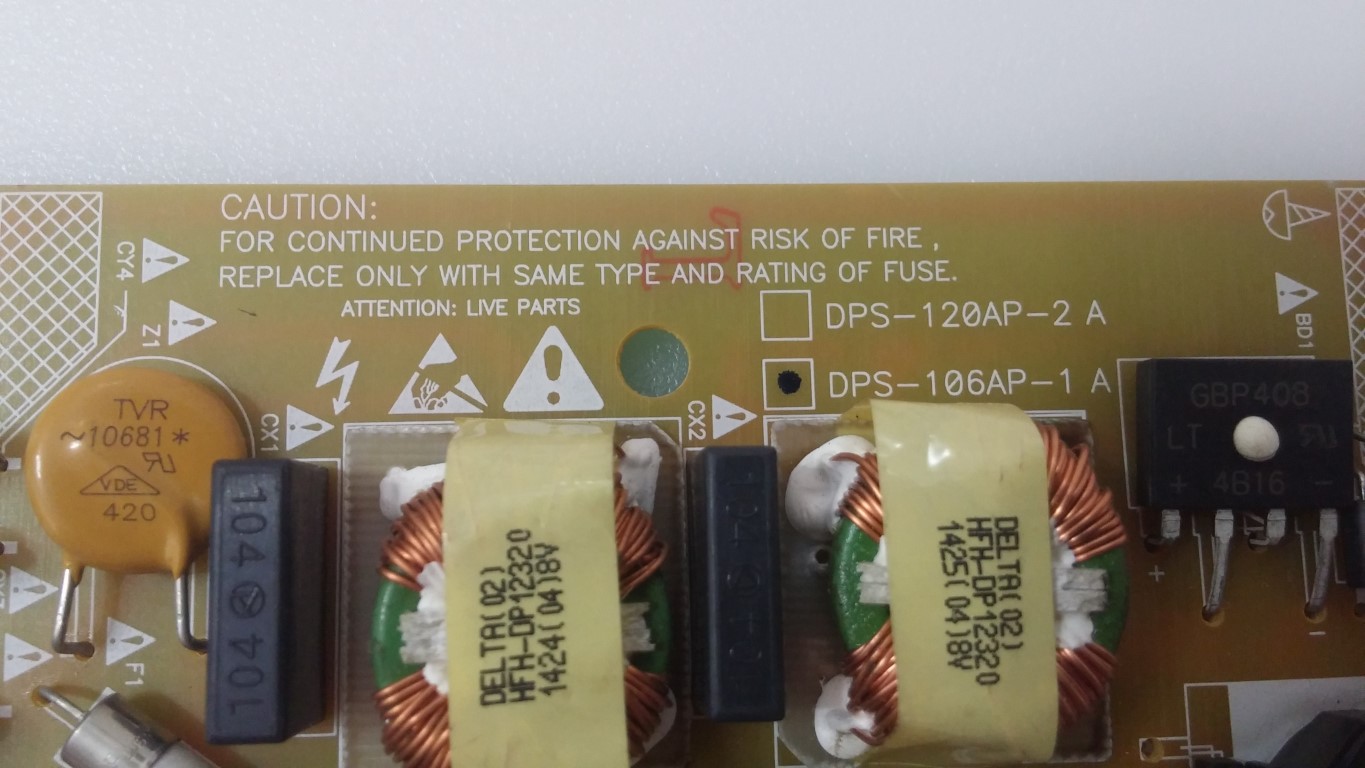 CAUTION:
FOR CONTINUED PROTECTION AGAINST RISK OF FIRE ,
REPLACE ONLY WITH SAME TYPE AND RATING OF FUSE.
ATTENTION: LIVE PARTS
DPS-120AP-2 A
DPS-106AP-1 A
CY4
Z1
CX1
CX2
BD1
F1
TVR
~10681*
VDE
420
104
104
DELTA(02)
HFH-DP12320
1424(04)8V
DELTA(02)
HFH-DP12320
1425(04)8V
GBP408
LT
+ 4B16 -
+
-